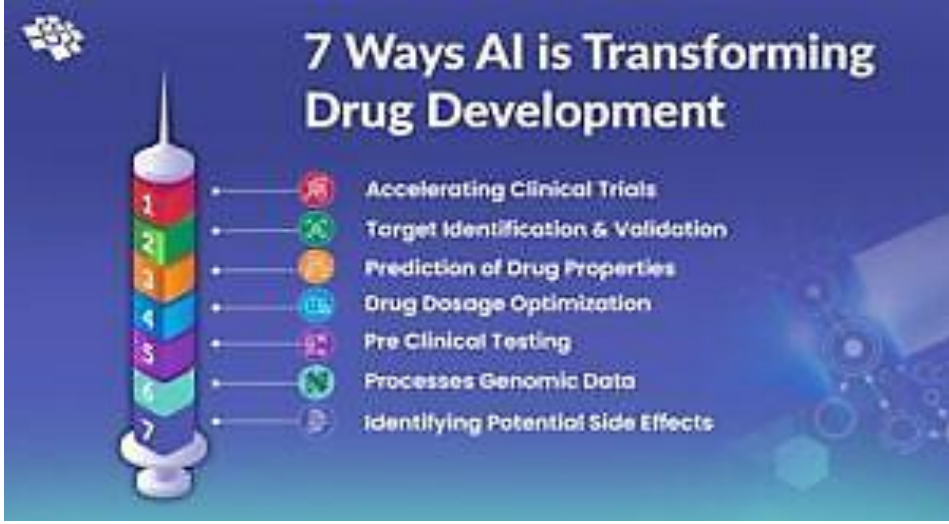 7 Ways AI is Transforming
Drug Development
1 Accelerating Clinical Trials
2 Target Identification & Validation
3 Prediction of Drug Properties
4 Drug Dosage Optimization
5 Pre Clinical Testing
6 Processes Genomic Data
7 Identifying Potential Side Effects